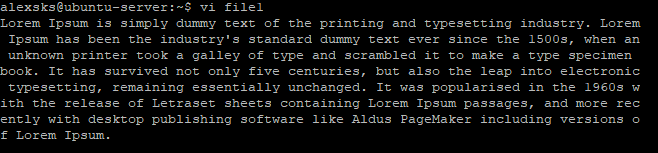 alexsks@ubuntu-server:~$ vi file1
Lorem Ipsum is simply dummy text of the printing and typesetting industry. Lorem
 Ipsum has been the industry's standard dummy text ever since the 1500s, when an
 unknown printer took a galley of type and scrambled it to make a type specimen
book. It has survived not only five centuries, but also the leap into electronic
 typesetting, remaining essentially unchanged. It was popularised in the 1960s w
ith the release of Letraset sheets containing Lorem Ipsum passages, and more rec
ently with desktop publishing software like Aldus PageMaker including versions o
f Lorem Ipsum.